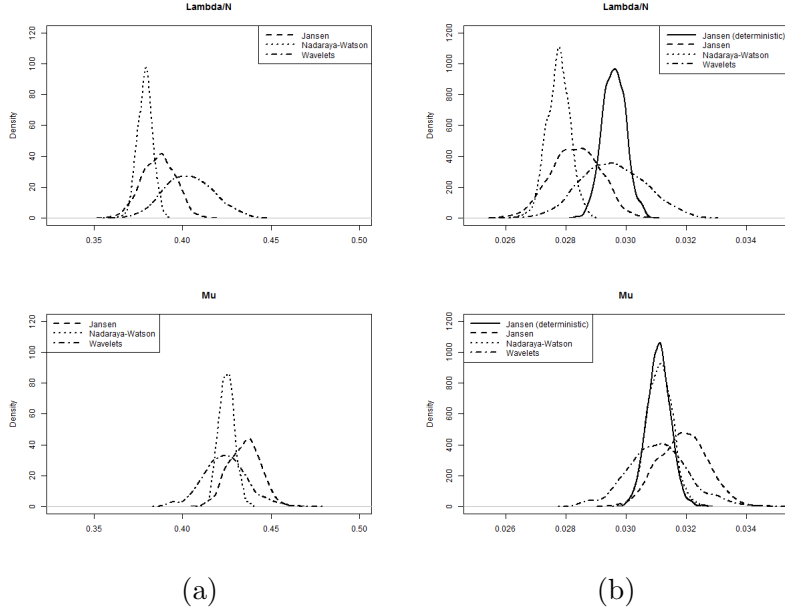 Lambda/N
Density
0 20 40 60 80 100 120
Jansen
Nadaraya-Watson
Wavelets
0.35 0.40 0.45 0.50
Lambda/N
Density
0 200 400 600 800 1000 1200
Jansen (deterministic)
Jansen
Nadaraya-Watson
Wavelets
0.026 0.028 0.030 0.032 0.034
Mu
Density
0 20 40 60 80 100 120
Jansen
Nadaraya-Watson
Wavelets
0.35 0.40 0.45 0.50
Mu
Density
0 200 400 600 800 1000 1200
Jansen (deterministic)
Jansen
Nadaraya-Watson
Wavelets
0.026 0.028 0.030 0.032 0.034
(a)
(b)